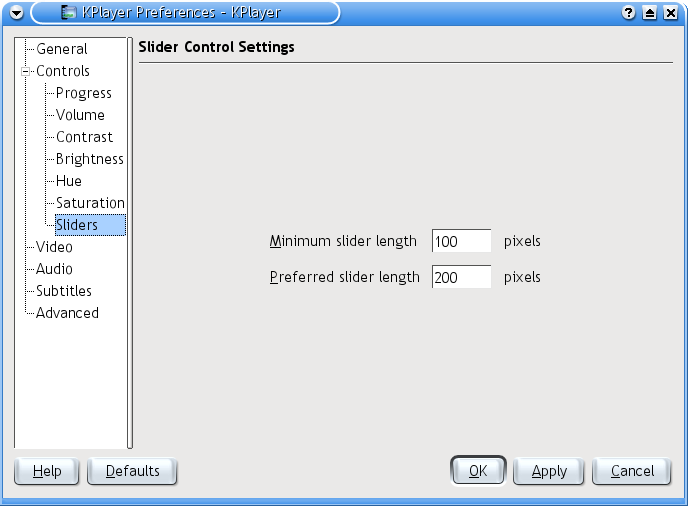 KPlayer Preferences - KPlayer
General
Controls
Progress
Volume
Contrast
Brightness
Hue
Saturation
Sliders
Video
Audio
Subtitles
Advanced
Slider Control Settings
Minimum slider length 100 pixels
Preferred slider length 200 pixels
Help Defaults OK Apply Cancel